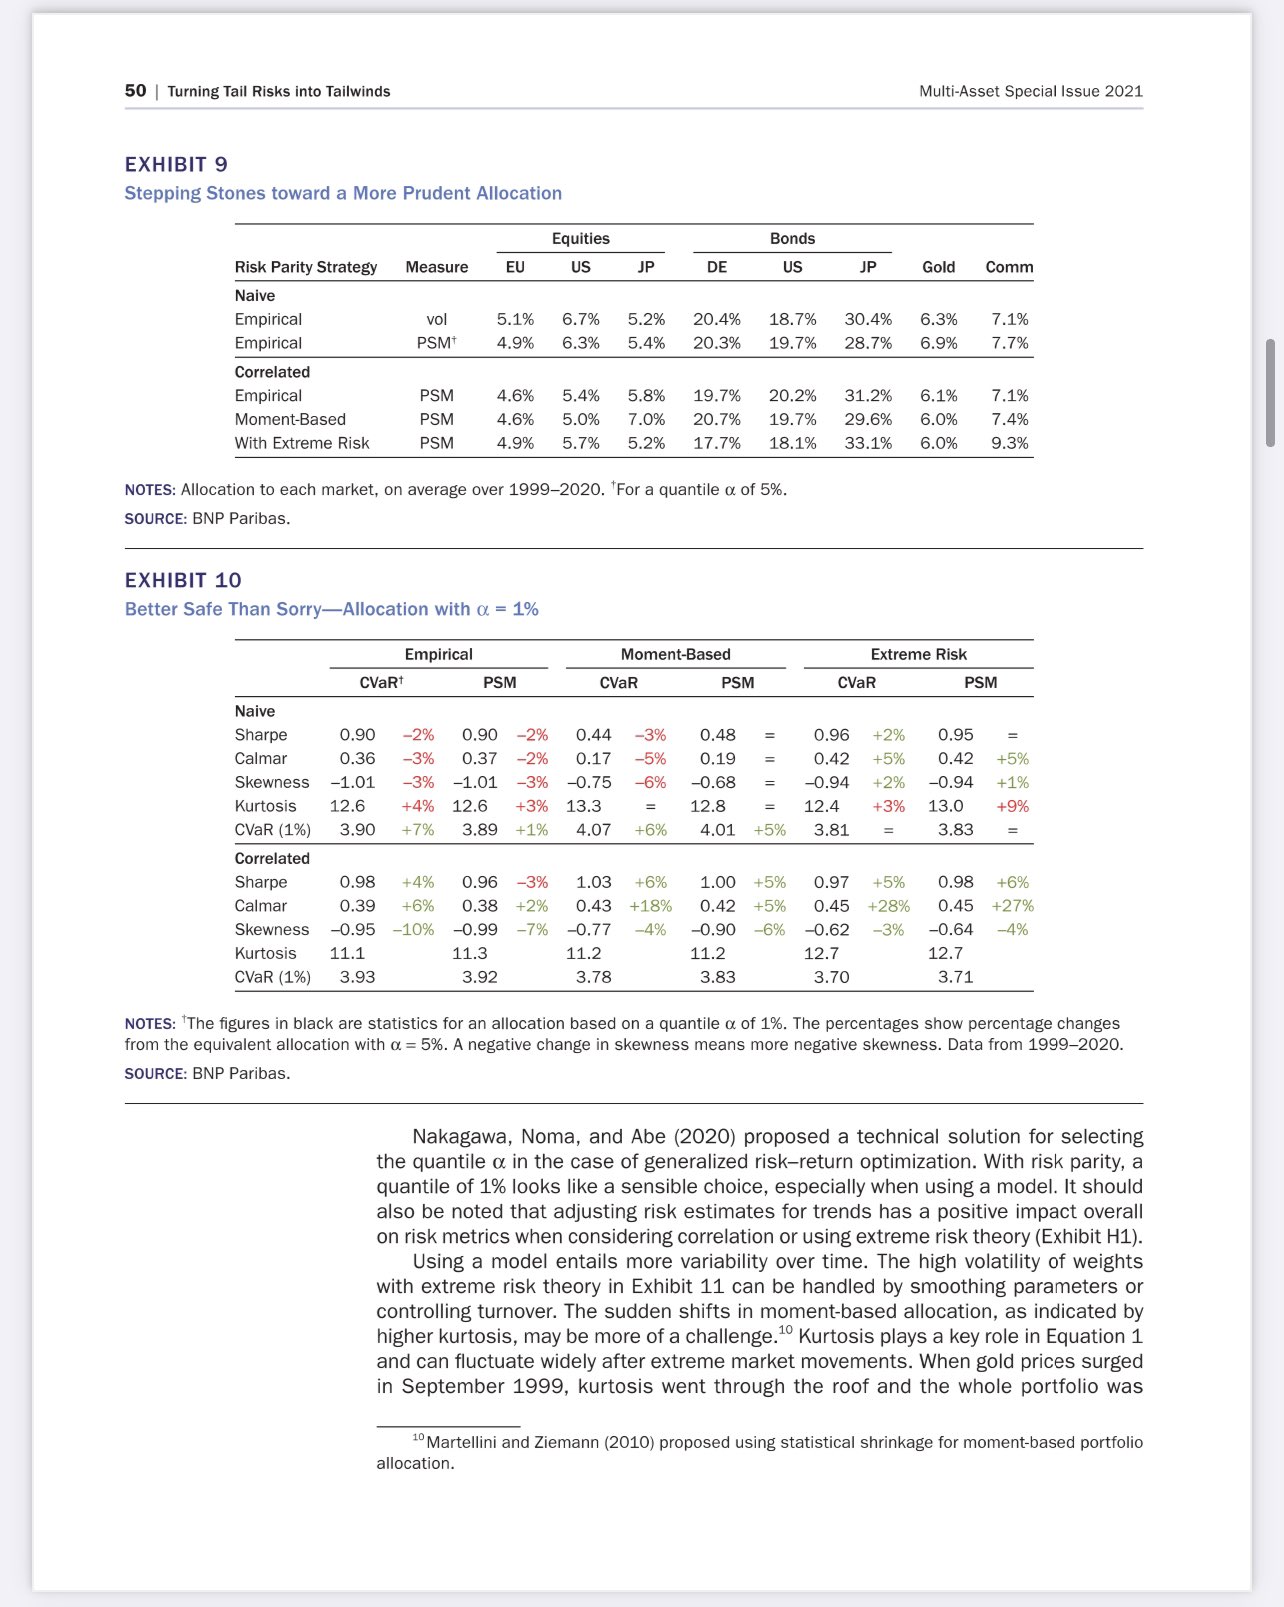 50 | Turning Tail Risks into Tailwinds Multi-Asset Special Issue 2021
EXHIBIT 9
Stepping Stones toward a More Prudent Allocation
Equities Bonds
Risk Parity Strategy Measure EU US JP DE US JP Gold Comm
Naive
Empirical vol 5.1% 6.7% 5.2% 20.4% 18.7% 30.4% 6.3% 7.1%
Empirical PSM† 4.9% 6.3% 5.4% 20.3% 19.7% 28.7% 6.9% 7.7%
Correlated
Empirical PSM 4.6% 5.4% 5.8% 19.7% 20.2% 31.2% 6.1% 7.1%
Moment-Based PSM 4.6% 5.0% 7.0% 20.7% 19.7% 29.6% 6.0% 7.4%
With Extreme Risk PSM 4.9% 5.7% 5.2% 17.7% 18.1% 33.1% 6.0% 9.3%
NOTES: Allocation to each market, on average over 1999–2020. †For a quantile α of 5%.
SOURCE: BNP Paribas.
EXHIBIT 10
Better Safe Than Sorry—Allocation with α = 1%
Empirical Moment-Based Extreme Risk
CVaR† PSM CVaR PSM CVaR PSM
Naive
Sharpe 0.90 –2% 0.90 –2% 0.44 –3% 0.48 = 0.96 +2% 0.95 =
Calmar 0.36 –3% 0.37 –2% 0.17 –5% 0.19 = 0.42 +5% 0.42 +5%
Skewness –1.01 –3% –1.01 –3% –0.75 –6% –0.68 = –0.94 +2% –0.94 +1%
Kurtosis 12.6 +4% 12.6 +3% 13.3 = 12.8 = 12.4 +3% 13.0 +9%
CVaR (1%) 3.90 +7% 3.89 +1% 4.07 +6% 4.01 +5% 3.81 = 3.83 =
Correlated
Sharpe 0.98 +4% 0.96 –3% 1.03 +6% 1.00 +5% 0.97 +5% 0.98 +6%
Calmar 0.39 +6% 0.38 +2% 0.43 +18% 0.42 +5% 0.45 +28% 0.45 +27%
Skewness –0.95 –10% –0.99 –7% –0.77 –4% –0.90 –6% –0.62 –3% –0.64 –4%
Kurtosis 11.1 11.3 11.2 11.2 12.7 12.7
CVaR (1%) 3.93 3.92 3.78 3.83 3.70 3.71
NOTES: †The figures in black are statistics for an allocation based on a quantile α of 1%. The percentages show percentage changes
from the equivalent allocation with α = 5%. A negative change in skewness means more negative skewness. Data from 1999–2020.
SOURCE: BNP Paribas.
Nakagawa, Noma, and Abe (2020) proposed a technical solution for selecting
the quantile α in the case of generalized risk–return optimization. With risk parity, a
quantile of 1% looks like a sensible choice, especially when using a model. It should
also be noted that adjusting risk estimates for trends has a positive impact overall
on risk metrics when considering correlation or using extreme risk theory (Exhibit H1).
Using a model entails more variability over time. The high volatility of weights
with extreme risk theory in Exhibit 11 can be handled by smoothing parameters or
controlling turnover. The sudden shifts in moment-based allocation, as indicated by
higher kurtosis, may be more of a challenge.10 Kurtosis plays a key role in Equation 1
and can fluctuate widely after extreme market movements. When gold prices surged
in September 1999, kurtosis went through the roof and the whole portfolio was
10 Martellini and Ziemann (2010) proposed using statistical shrinkage for moment-based portfolio
allocation.